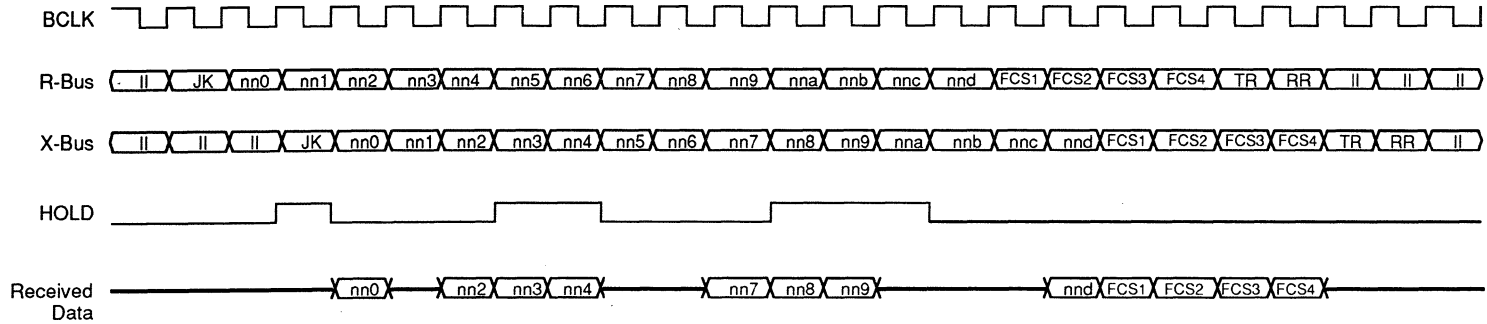 BCLK
R-Bus II JK nn0 nn1 nn2 nn3 nn4 nn5 nn6 nn7 nn8 nn9 nna nnb nnc nnd FCS1 FCS2 FCS3 FCS4 TR RR II II II
X-Bus II II II JK nn0 nn1 nn2 nn3 nn4 nn5 nn6 nn7 nn8 nn9 nna nnb nnc nnd FCS1 FCS2 FCS3 FCS4 TR RR II
HOLD
Received nn0 nn2 nn3 nn4 nn7 nn8 nn9 nnd FCS1 FCS2 FCS3 FCS4
Data